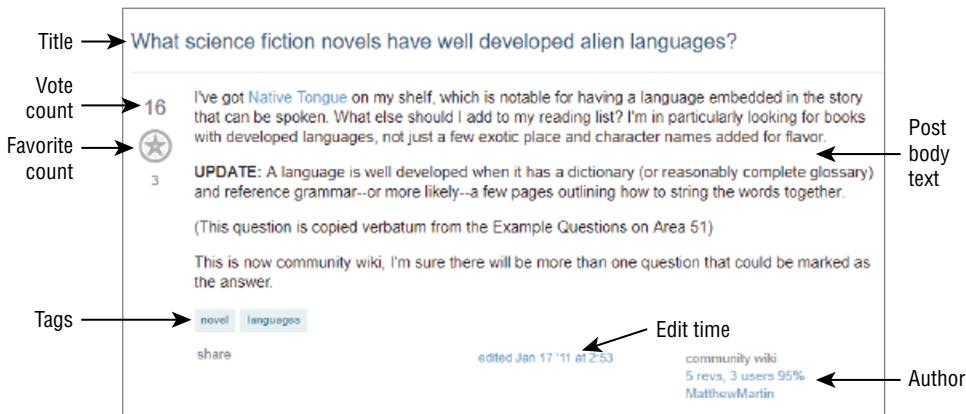 Title
What science fiction novels have well developed alien languages?
Vote
count
16
I've got Native Tongue on my shelf, which is notable for having a language embedded in the story
that can be spoken. What else should I add to my reading list? I'm in particularly looking for books
with developed languages, not just a few exotic place and character names added for flavor.
Favorite
count
3
Post
body
text
UPDATE: A language is well developed when it has a dictionary (or reasonably complete glossary)
and reference grammar--or more likely--a few pages outlining how to string the words together.
(This question is copied verbatum from the Example Questions on Area 51)
This is now community wiki, I'm sure there will be more than one question that could be marked as
the answer.
Tags
novel languages
Edit time
share
edited Jan 17 '11 at 2:53
community wiki
5 revs, 3 users 95%
MatthewMartin
Author